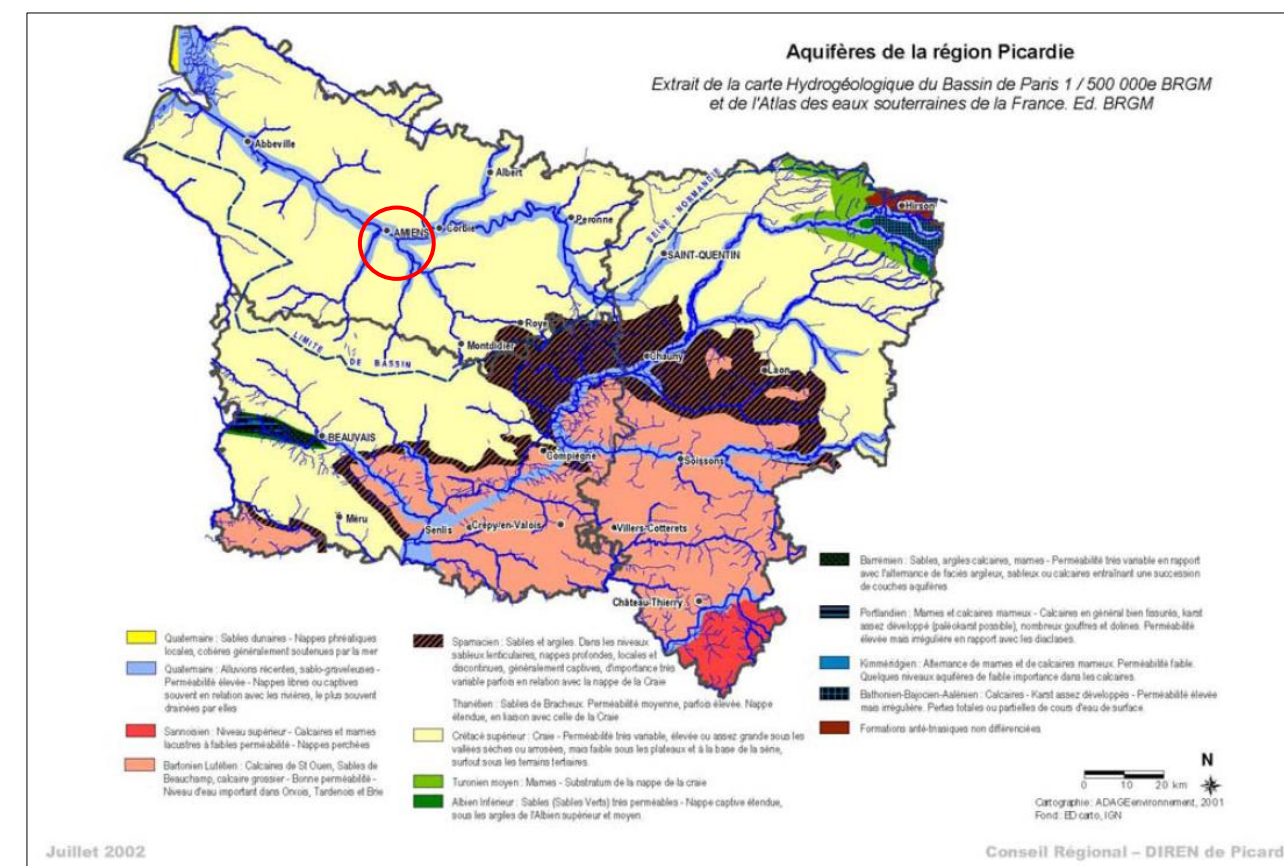 Aquifères de la région Picardie
Extrait de la carte Hydrogéologique du Bassin de Paris 1 / 500 000e BRGM
et de l'Atlas des eaux souterraines de la France. Ed. BRGM
Abbeville
Albert
AMIENS
Corbie
Peronne
SEINE - NORMANDIE
SAINT-QUENTIN
Hirson
Roye
Montdidier
LIMITE DE BASSIN
Chauny
Laon
BEAUVAIS
Compiègne
Soissons
Méru
Senlis
Crêpy-en-Valois
Villers-Cotterets
Château-Thierry
Quaternaire : Sables dunaires - Nappes phréatiques
locales, cotières généralement soutenues par la mer
Quaternaire : Alluvions récentes, sablo-graveleuses -
Perméabilité élevée - Nappes libres ou captives
souvent en relation avec les rivières, le plus souvent
drainées par elles
Sannoisien : Niveau supérieur - Calcaires et marnes
lacustres à faibles perméabilité - Nappes perchées
Bartonien Lutétien : Calcaires de St Ouen, Sables de
Beauchamp, calcaire grossier - Bonne perméabilité -
Niveau d'eau important dans Orxois, Tardenois et Brie
Sparnacien : Sables et argiles. Dans les niveaux
sableux lenticulaires, nappes profondes, locales et
discontinues, généralement captives, d'importance très
variable parfois en relation avec la nappe de la Craie
Thanétien : Sables de Bracheux. Perméabilité moyenne, parfois élevée. Nappe
étendue, en liaison avec celle de la Craie
Crétacé supérieur : Craie - Perméabilité très variable, élevée ou assez grande sous les
vallées sèches ou arrosées, mais faible sous les plateaux et à la base de la série,
surtout sous les terrains tertiaires.
Turonien moyen : Marnes - Substratum de la nappe de la craie
Albien Inférieur : Sables (Sables Verts) très perméables - Nappe captive étendue,
sous les argiles de l'Albien supérieur et moyen
Barrémien : Sables, argiles calcaires, marnes - Perméabilité très variable en rapport
avec l'alternance de faciès argileux, sableux ou calcaires entraînant une succession
de couches aquifères
Portlandien : Marnes et calcaires marneux - Calcaires en général bien fissurés, karst
assez développé (paléokarst possible), nombreux gouffres et dolines. Perméabilité
élevée mais irrégulière en rapport avec les diaclases.
Kimméridgien : Alternance de marnes et de calcaires marneux. Perméabilité faible.
Quelques niveaux aquifères de faible importance dans les calcaires.
Bathonien-Bajocien-Aalénien : Calcaires - Karst assez développés - Perméabilité élevée
mais irrégulière. Pertes totales ou partielles de cours d'eau de surface.
Formations anté-triasiques non différenciées
N
0 10 20 km
Cartographie : ADAGE environnement, 2001
Fond : ED carto, IGN
Juillet 2002
Conseil Régional – DIREN de Picard